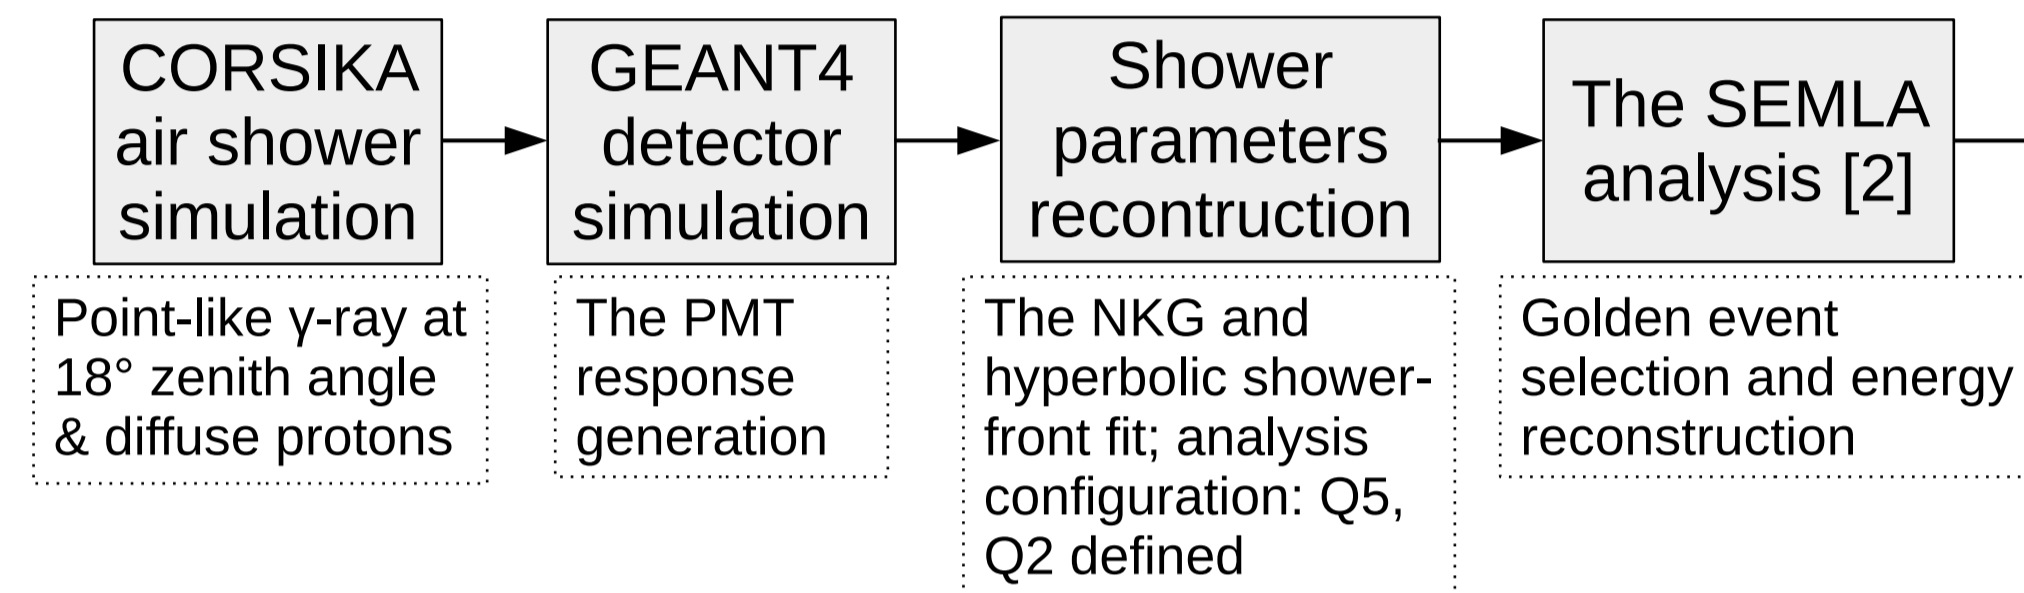 CORSIKA
air shower
simulation
GEANT4
detector
simulation
Shower
parameters
recontruction
The SEMLA
analysis [2]
Point-like γ-ray at
18° zenith angle
& diffuse protons
The PMT
response
generation
The NKG and
hyperbolic shower-
front fit; analysis
configuration: Q5,
Q2 defined
Golden event
selection and energy
reconstruction